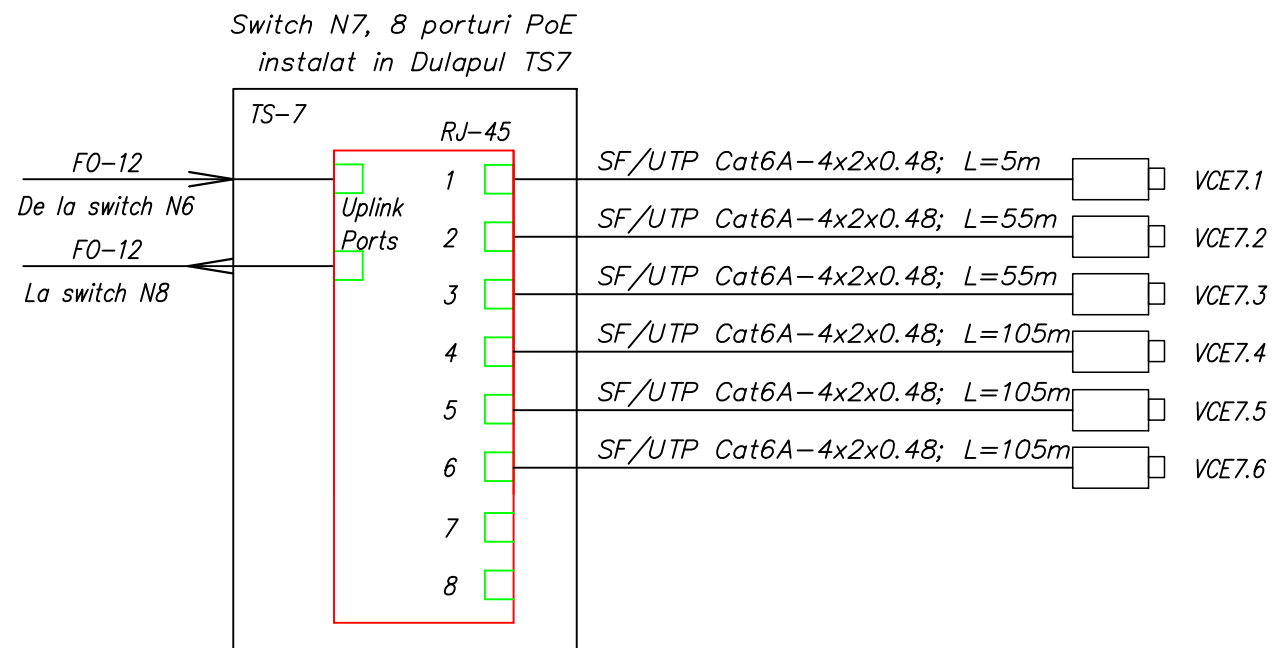 Switch N7, 8 porturi PoE
instalat in Dulapul TS7
TS-7
RJ-45
FO-12
De la switch N6
FO-12
La switch N8
Uplink
Ports
1
2
3
4
5
6
7
8
SF/UTP Cat6A-4x2x0.48; L=5m
VCE7.1
SF/UTP Cat6A-4x2x0.48; L=55m
VCE7.2
SF/UTP Cat6A-4x2x0.48; L=55m
VCE7.3
SF/UTP Cat6A-4x2x0.48; L=105m
VCE7.4
SF/UTP Cat6A-4x2x0.48; L=105m
VCE7.5
SF/UTP Cat6A-4x2x0.48; L=105m
VCE7.6